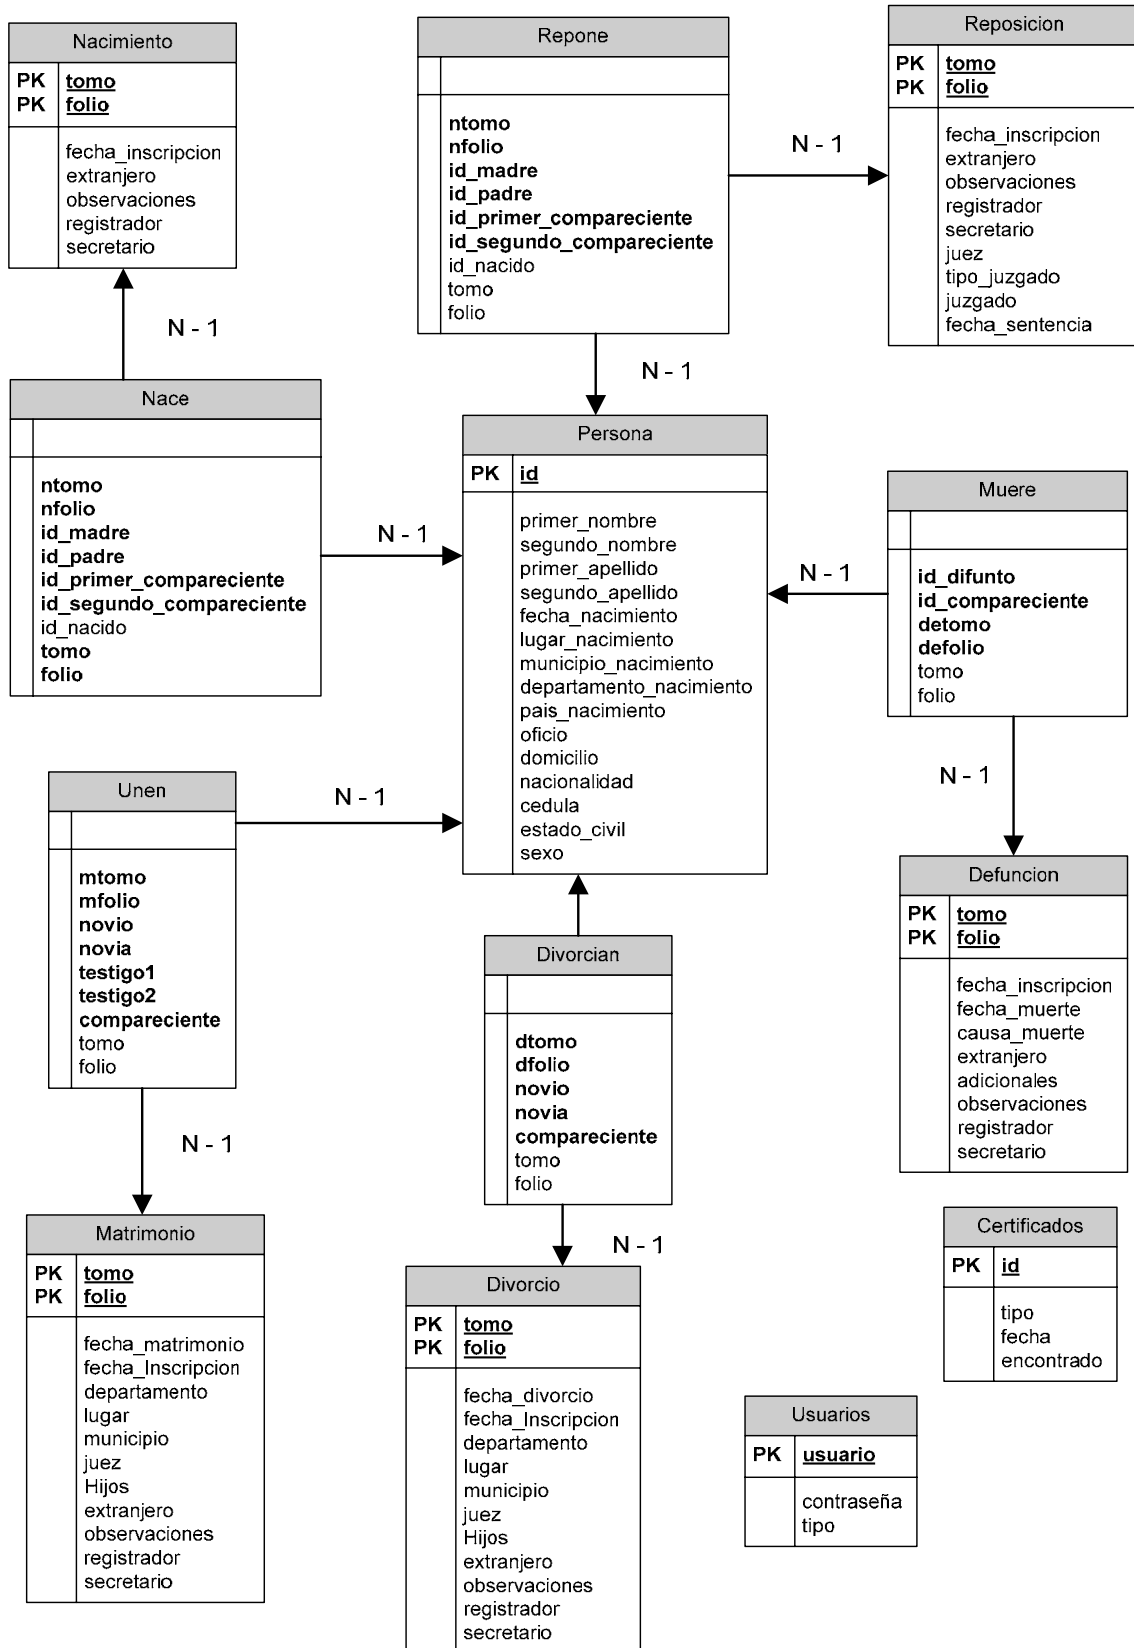 Nacimiento
PK tomo
PK folio
fecha_inscripcion
extranjero
observaciones
registrador
secretario
Repone
ntomo
nfolio
id_madre
id_padre
id_primer_compareciente
id_segundo_compareciente
id_nacido
tomo
folio
N - 1
Reposicion
PK tomo
PK folio
fecha_inscripcion
extranjero
observaciones
registrador
secretario
juez
tipo_juzgado
juzgado
fecha_sentencia
N - 1
N - 1
Nace
ntomo
nfolio
id_madre
id_padre
id_primer_compareciente
id_segundo_compareciente
id_nacido
tomo
folio
N - 1
Persona
PK id
primer_nombre
segundo_nombre
primer_apellido
segundo_apellido
fecha_nacimiento
lugar_nacimiento
municipio_nacimiento
departamento_nacimiento
pais_nacimiento
oficio
domicilio
nacionalidad
cedula
estado_civil
sexo
N - 1
Muere
id_difunto
id_compareciente
detomo
defolio
tomo
folio
N - 1
Unen
mtomo
mfolio
novio
novia
testigo1
testigo2
compareciente
tomo
folio
N - 1
Divorcian
dtomo
dfolio
novio
novia
compareciente
tomo
folio
Defuncion
PK tomo
PK folio
fecha_inscripcion
fecha_muerte
causa_muerte
extranjero
adicionales
observaciones
registrador
secretario
N - 1
N - 1
Matrimonio
PK tomo
PK folio
fecha_matrimonio
fecha_Inscripcion
departamento
lugar
municipio
juez
Hijos
extranjero
observaciones
registrador
secretario
Divorcio
PK tomo
PK folio
fecha_divorcio
fecha_Inscripcion
departamento
lugar
municipio
juez
Hijos
extranjero
observaciones
registrador
secretario
Certificados
PK id
tipo
fecha
encontrado
Usuarios
PK usuario
contraseña
tipo